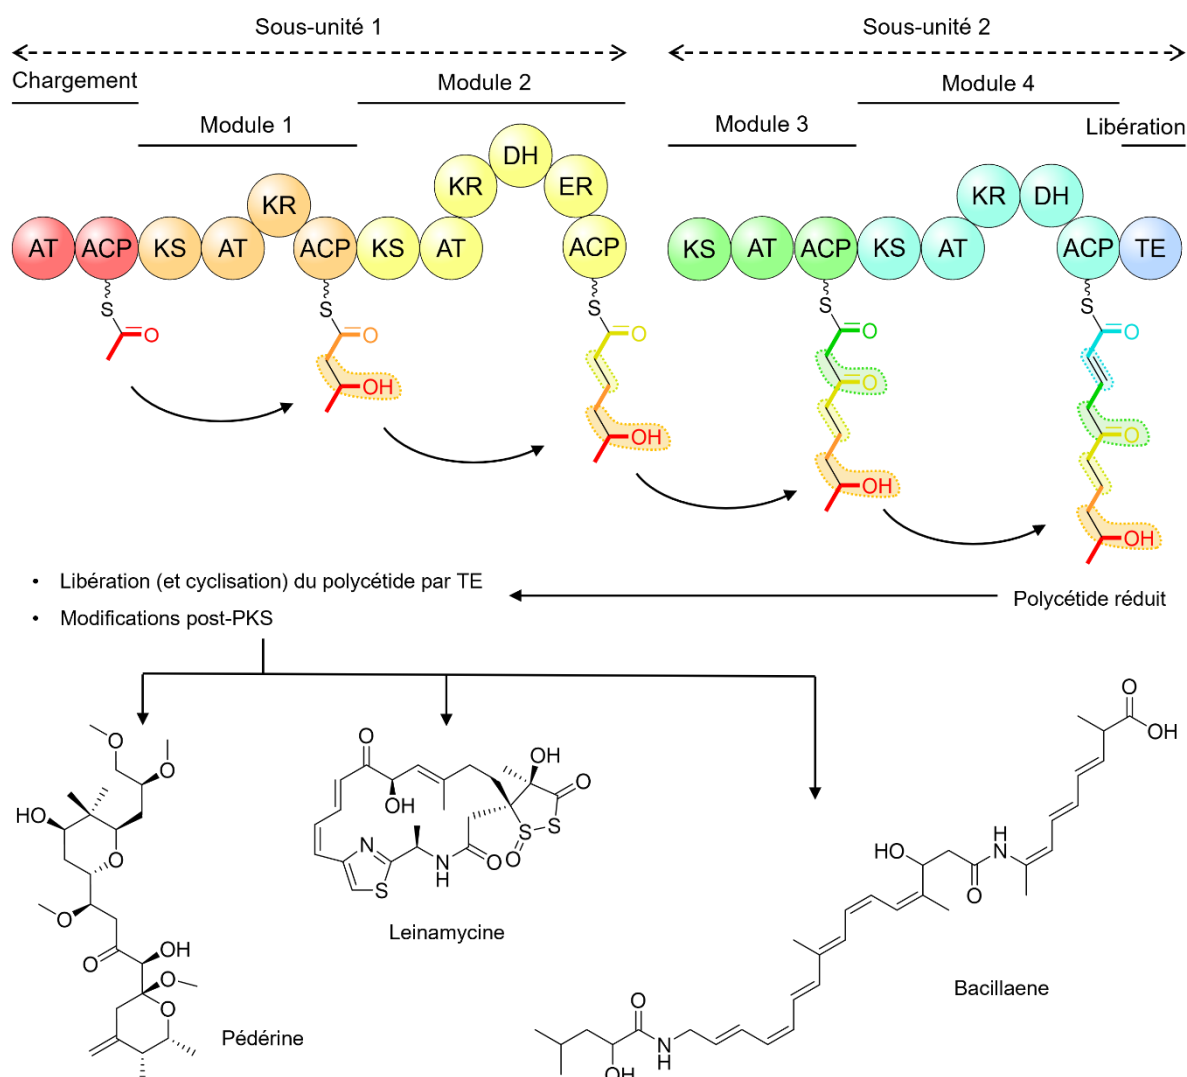 Sous-unité 1
Sous-unité 2
Chargement
Module 2
Module 4
Module 1
Module 3
Libération
AT ACP KS AT KR ACP KS AT KR DH ER ACP
KS AT ACP KS AT KR DH ACP TE
S O
S O OH
S O OH
S O O OH
S O O OH
• Libération (et cyclisation) du polycétide par TE
• Modifications post-PKS
Polycétide réduit
O O HO O O O OH O O
Pédérine
O OH OH O S S O N S N H O
Leinamycine
O OH N H O HO O N H OH
Bacillaene